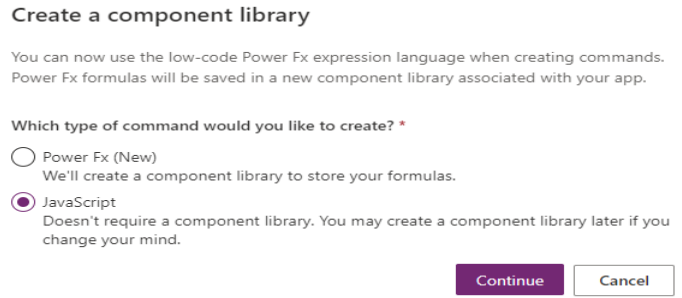 Create a component library
You can now use the low-code Power Fx expression language when creating commands.
Power Fx formulas will be saved in a new component library associated with your app.
Which type of command would you like to create? *
Power Fx (New)
We'll create a component library to store your formulas.
JavaScript
Doesn't require a component library. You may create a component library later if you
change your mind.
Continue Cancel